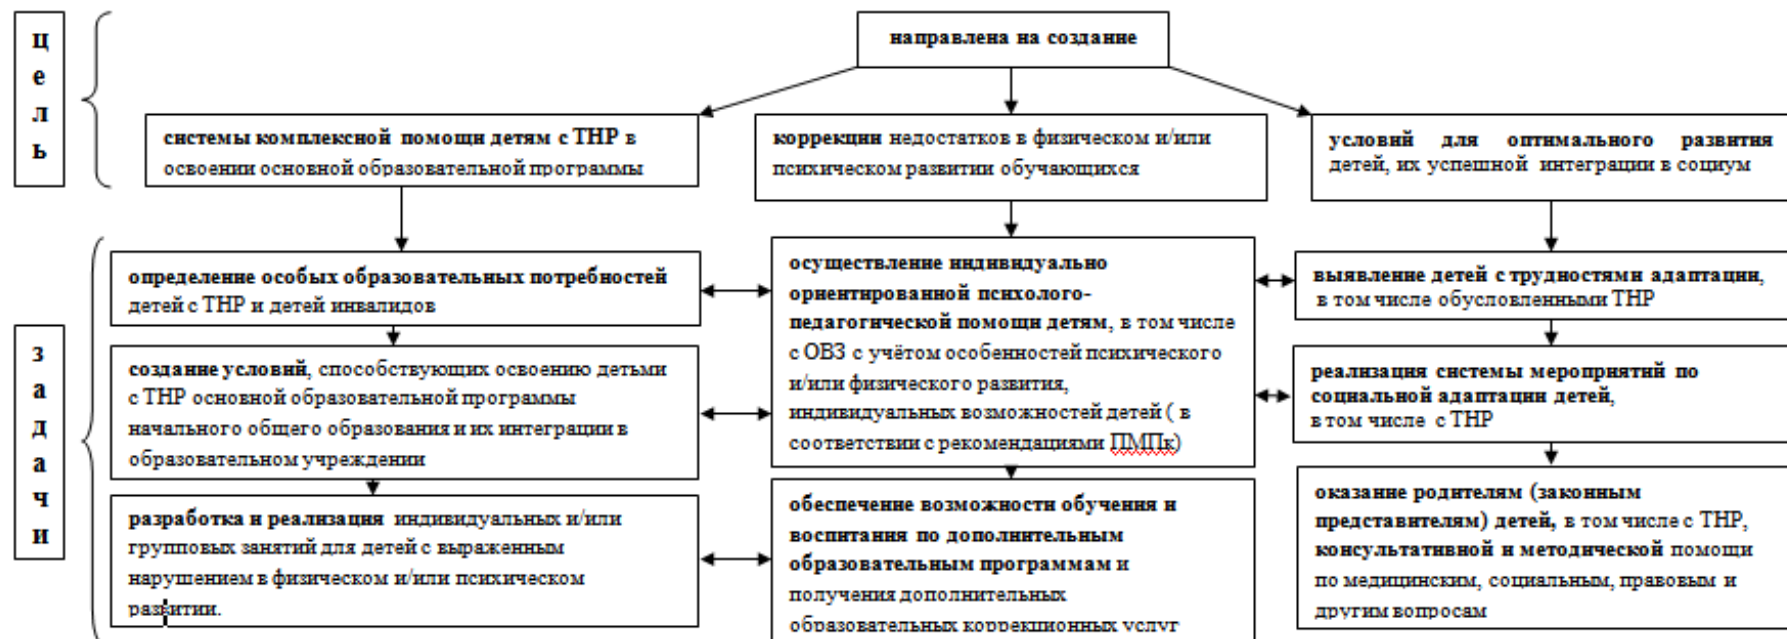 цель
направлена на создание
системы комплексной помощи детям с ТНР в
освоении основной образовательной программы
коррекции недостатков в физическом и/или
психическом развитии обучающихся
условий для оптимального развития
детей, их успешной интеграции в социум
задачи
определение особых образовательных потребностей
детей с ТНР и детей инвалидов
создание условий, способствующих освоению детьми
с ТНР основной образовательной программы
начального общего образования и их интеграции в
образовательном учреждении
разработка и реализация индивидуальных и/или
групповых занятий для детей с выраженным
нарушением в физическом и/или психическом
развитии.
осуществление индивидуально
ориентированной психолого-
педагогической помощи детям, в том числе
с ОВЗ с учётом особенностей психического
и/или физического развития,
индивидуальных возможностей детей ( в
соответствии с рекомендациями ПМПк)
обеспечение возможности обучения и
воспитания по дополнительным
образовательным программам и
получения дополнительных
образовательных коррекционных услуг
выявление детей с трудностями адаптации,
в том числе обусловленными ТНР
реализация системы мероприятий по
социальной адаптации детей,
в том числе с ТНР
оказание родителям (законным
представителям) детей, в том числе с ТНР,
консультативной и методической помощи
по медицинским, социальным, правовым и
другим вопросам